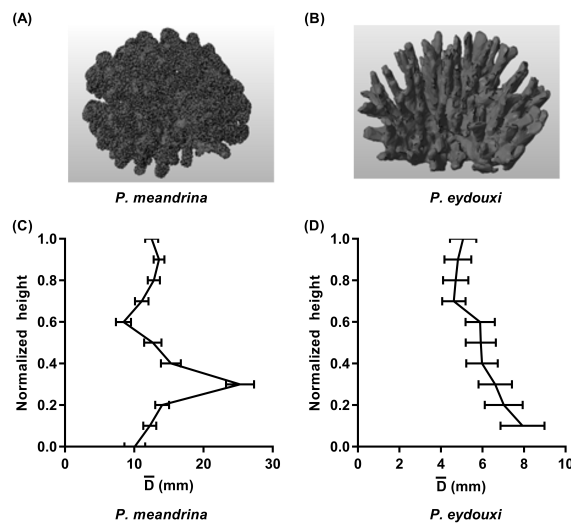 (A)
(B)
P. meandrina
P. eydouxi
(C)
(D)
1.0
0.8
0.6
0.4
0.2
0.0
Normalized height
0
10
20
30
D̅ (mm)
P. meandrina
1.0
0.8
0.6
0.4
0.2
0.0
Normalized height
0
2
4
6
8
10
D̅ (mm)
P. eydouxi